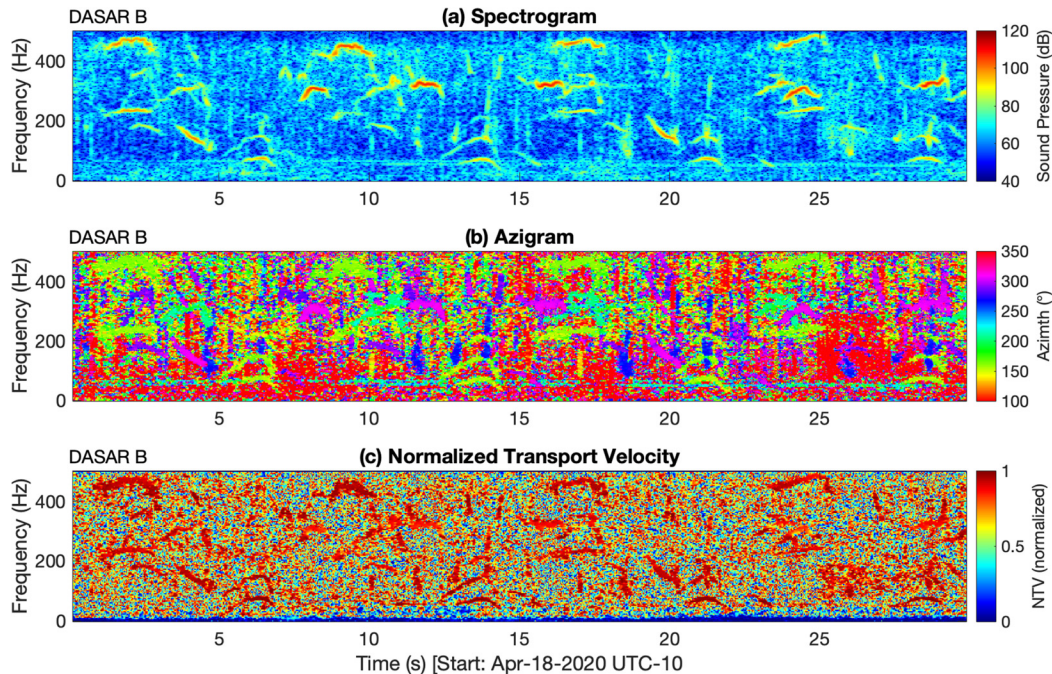 DASAR B
(a) Spectrogram
Frequency (Hz)
400
200
0
5
10
15
20
25
120
100
80
60
40
Sound Pressure (dB)
DASAR B
(b) Azigram
Frequency (Hz)
400
200
0
5
10
15
20
25
350
300
250
200
150
100
Azimuth (°)
DASAR B
(c) Normalized Transport Velocity
Frequency (Hz)
400
200
0
5
10
15
20
25
1
0.5
0
NTV (normalized)
Time (s) [Start: Apr-18-2020 UTC-10